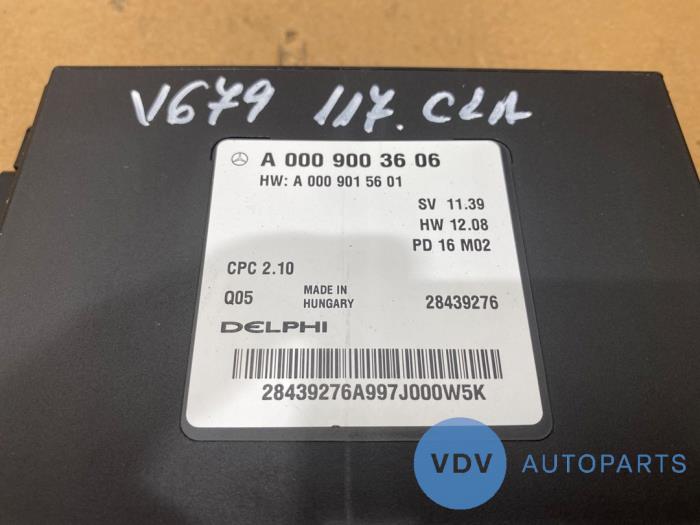 V679 117. CLA
A 000 900 36 06
HW: A 000 901 56 01
SV 11.39
HW 12.08
PD 16 M02
CPC 2.10
Q05 MADE IN HUNGARY 28439276
DELPHI
28439276A997J000W5K
VDV AUTOPARTS